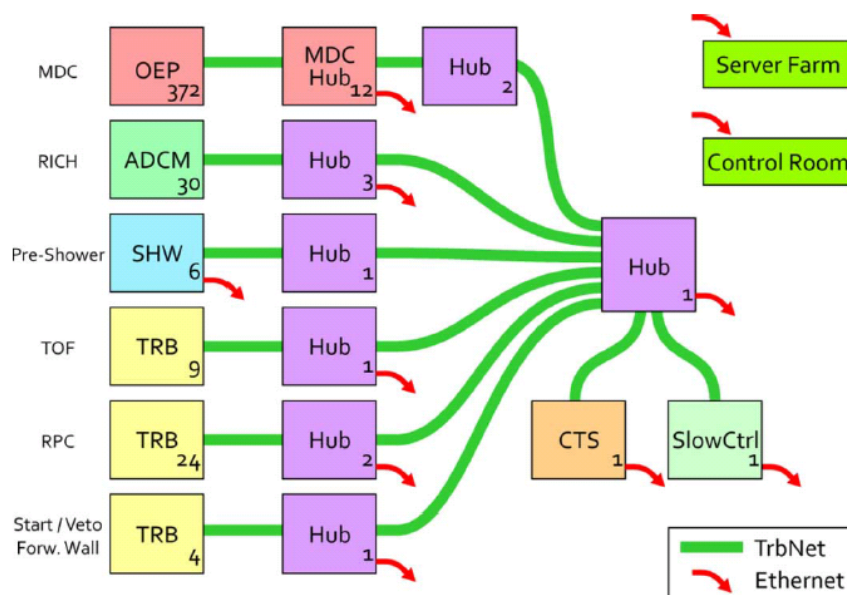 MDC
OEP
372
MDC
Hub
12
Hub
2
Server Farm
Control Room
RICH
ADCM
30
Hub
3
Pre-Shower
SHW
6
Hub
1
Hub
1
TOF
TRB
9
Hub
1
RPC
TRB
24
Hub
2
CTS
1
SlowCtrl
1
Start / Veto
Forw. Wall
TRB
4
Hub
1
TrbNet
Ethernet